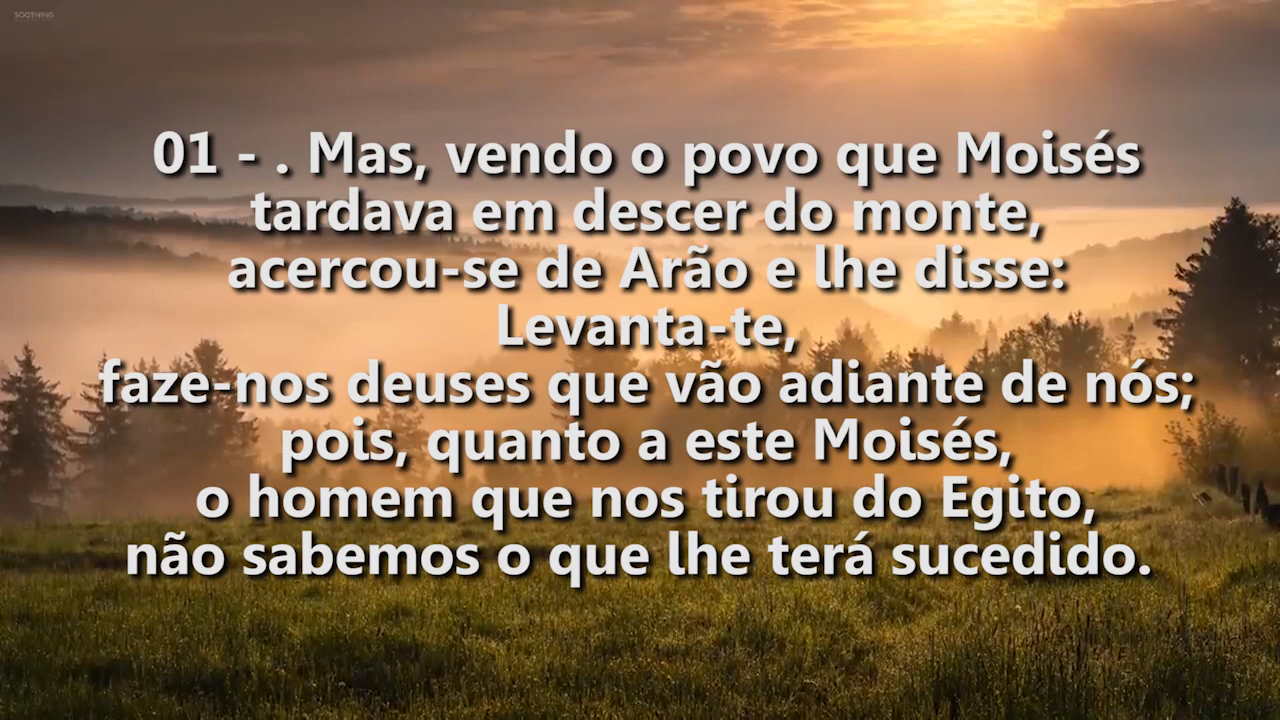 SOOTHING
01 - . Mas, vendo o povo que Moisés
tardava em descer do monte,
acercou-se de Arão e lhe disse:
Levanta-te,
faze-nos deuses que vão adiante de nós;
pois, quanto a este Moisés,
o homem que nos tirou do Egito,
não sabemos o que lhe terá sucedido.